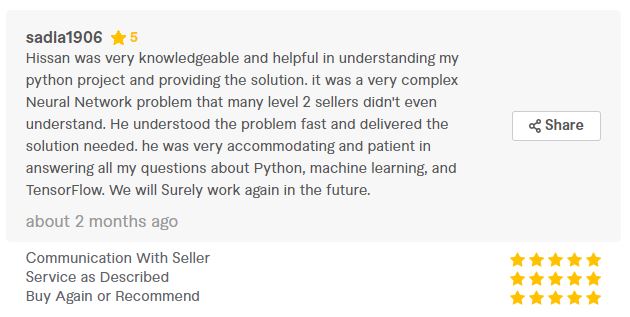 sadla1906 5
Hissan was very knowledgeable and helpful in understanding my
python project and providing the solution. it was a very complex
Neural Network problem that many level 2 sellers didn't even
understand. He understood the problem fast and delivered the
solution needed. he was very accommodating and patient in
answering all my questions about Python, machine learning, and
TensorFlow. We will Surely work again in the future.
Share
about 2 months ago
Communication With Seller
Service as Described
Buy Again or Recommend